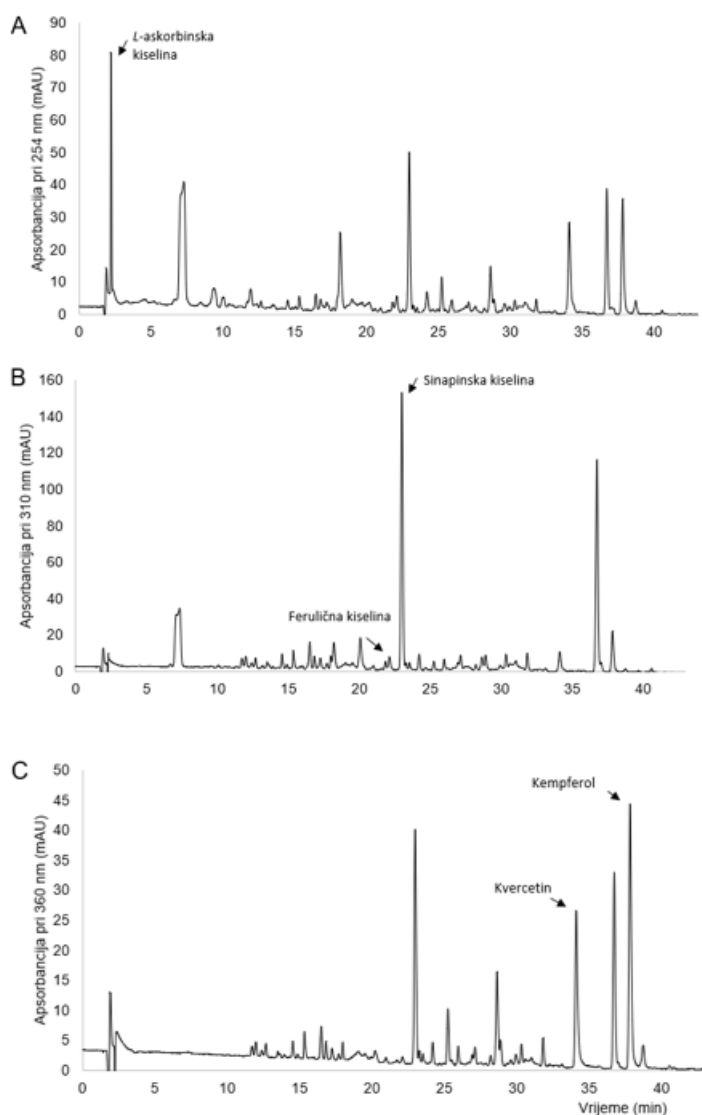 A
L-askorbinska
kiselina
Apsorbancija pri 254 nm (mAU)
90
80
70
60
50
40
30
20
10
0
0 5 10 15 20 25 30 35 40
B
Sinapinska kiselina
Ferulična kiselina
Apsorbancija pri 310 nm (mAU)
160
140
120
100
80
60
40
20
0
0 5 10 15 20 25 30 35 40
C
Kempferol
Kvercetin
Apsorbancija pri 360 nm (mAU)
50
45
40
35
30
25
20
15
10
5
0
0 5 10 15 20 25 30 35 40
Vrijeme (min)